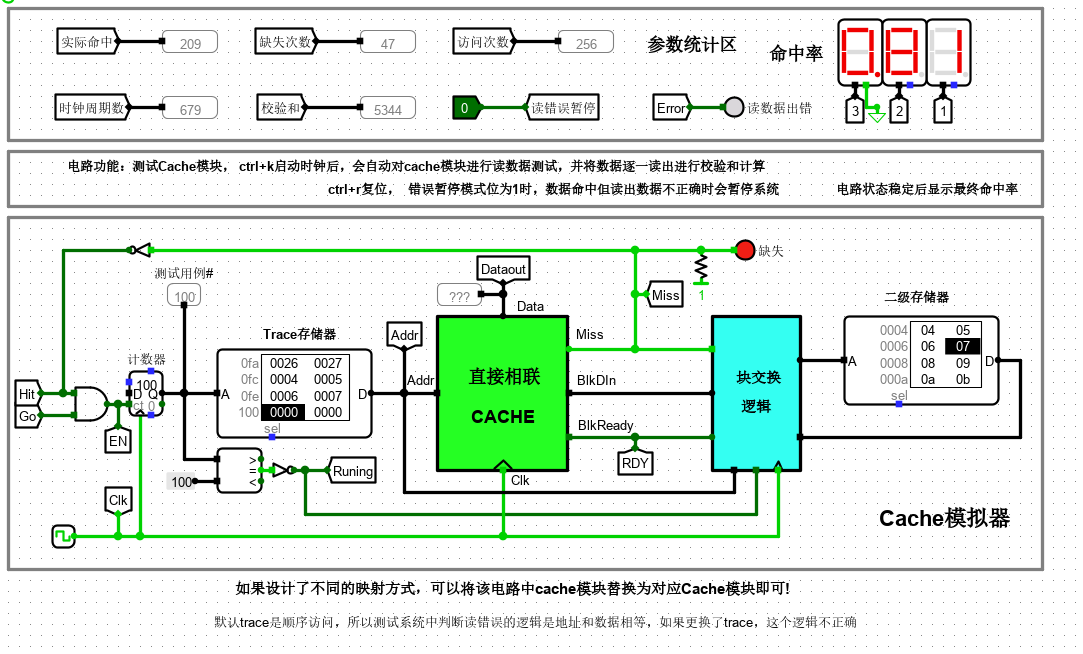 实际命中 209 缺失次数 47 访问次数 256 参数统计区 命中率 0.81
时钟周期数 679 校验和 5344 0 读错误暂停 Error 读数据出错 3 2 1
电路功能：测试Cache模块， ctrl+k启动时钟后，会自动对cache模块进行读数据测试，并将数据逐一读出进行校验和计算
ctrl+r复位， 错误暂停模式位为1时，数据命中但读出数据不正确时会暂停系统 电路状态稳定后显示最终命中率
缺失
测试用例#
100
Dataout
???
Data
Miss
1
二级存储器
Trace存储器
0fa 0026 0027
0fc 0004 0005
0fe 0006 0007
100 0000 0000
A
D
sel
Addr
Addr
直接相联
CACHE
Miss
BlkDIn
BlkReady
RDY
Clk
块交换
逻辑
0004 04 05
0006 06 07
0008 08 09
000a 0a 0b
A
D
sel
计数器
100
D Q
ct 0
Hit
Go
EN
>
=
<
100
Runing
Clk
Cache模拟器
如果设计了不同的映射方式，可以将该电路中cache模块替换为对应Cache模块即可!
默认trace是顺序访问，所以测试系统中判断读错误的逻辑是地址和数据相等，如果更换了trace，这个逻辑不正确